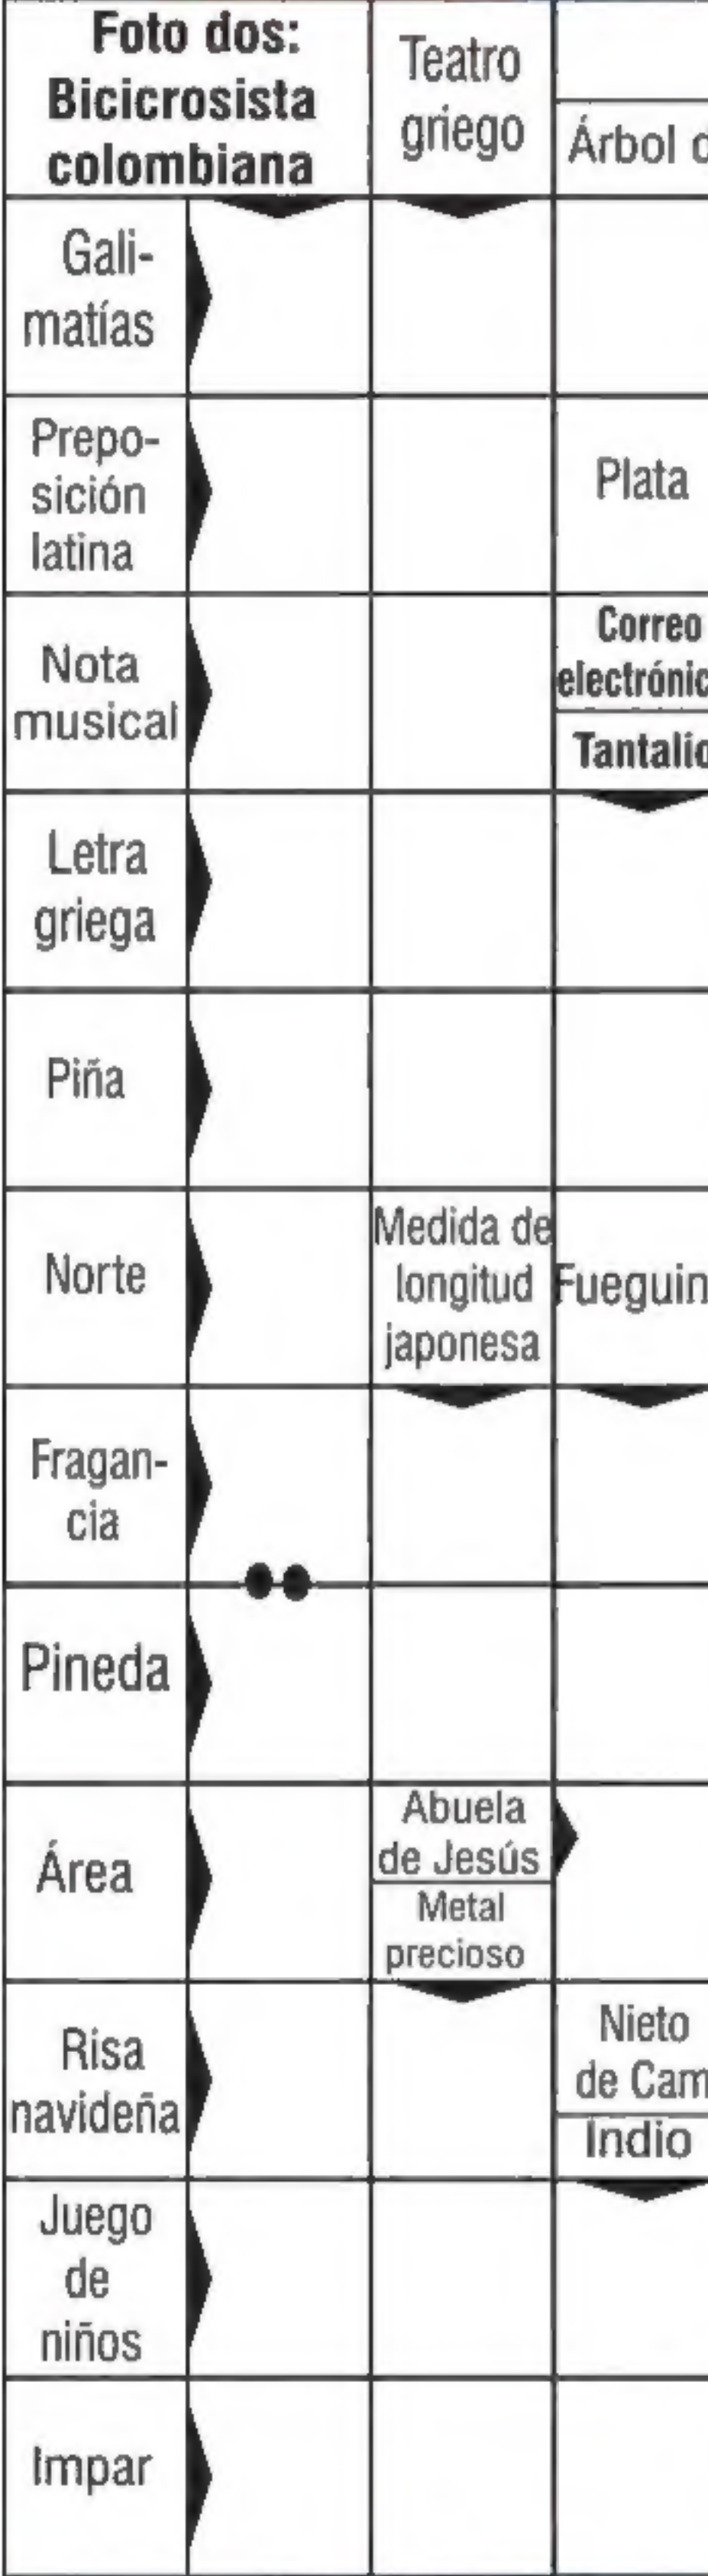 Foto dos:
Bicicrosista
colombiana
Teatro
griego
Árbol d
Gali-
matías
Prepo-
sición
latina
Plata
Nota
musical
Correo
electrónic
Tantalio
Letra
griega
Piña
Norte
Medida de
longitud
japonesa
Fueguin
Fragan-
cia
Pineda
Área
Abuela
de Jesús
Metal
precioso
Risa
navideña
Nieto
de Cam
Indio
Juego
de
niños
Impar